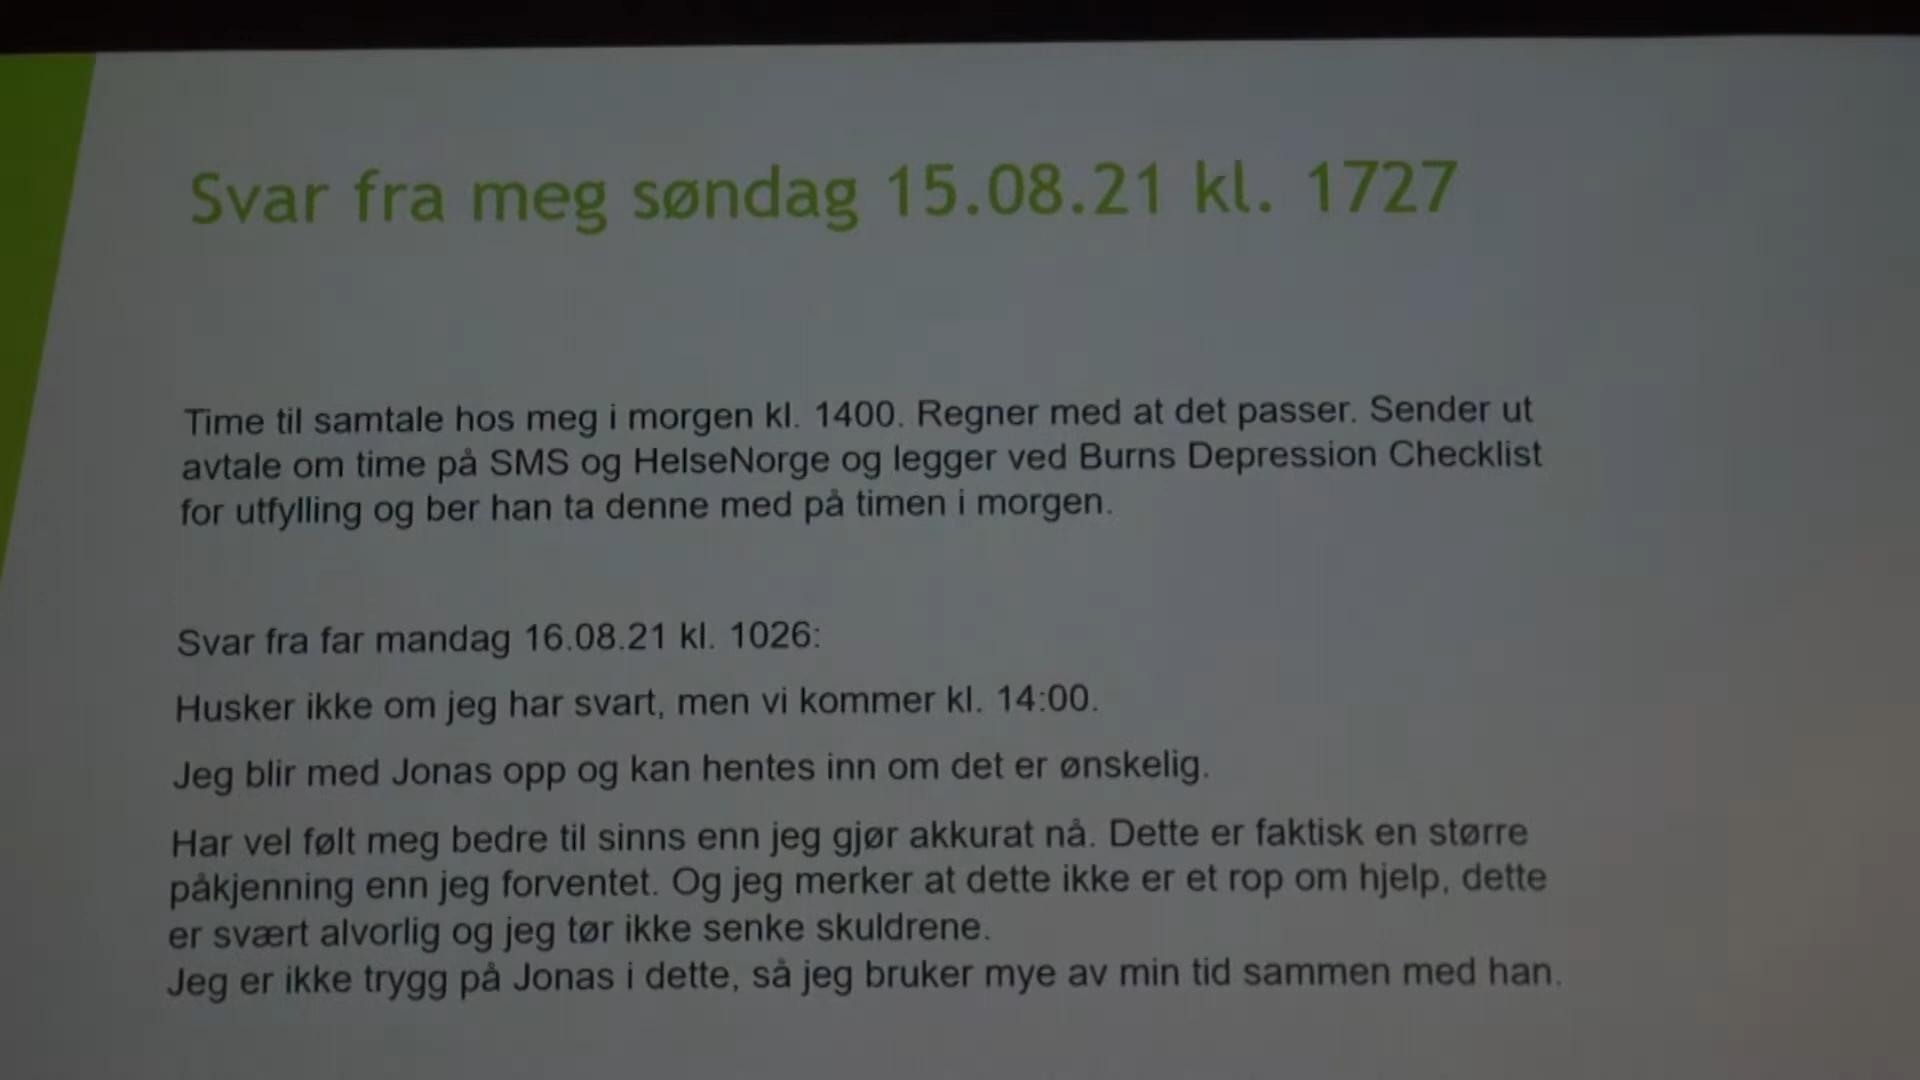 Svar fra meg søndag 15.08.21 kl. 1727
Time til samtale hos meg i morgen kl. 1400. Regner med at det passer. Sender ut
avtale om time på SMS og HelseNorge og legger ved Burns Depression Checklist
for utfylling og ber han ta denne med på timen i morgen.
Svar fra far mandag 16.08.21 kl. 1026:
Husker ikke om jeg har svart, men vi kommer kl. 14:00.
Jeg blir med Jonas opp og kan hentes inn om det er ønskelig.
Har vel følt meg bedre til sinns enn jeg gjør akkurat nå. Dette er faktisk en større
påkjenning enn jeg forventet. Og jeg merker at dette ikke er et rop om hjelp, dette
er svært alvorlig og jeg tør ikke senke skuldrene.
Jeg er ikke trygg på Jonas i dette, så jeg bruker mye av min tid sammen med han.